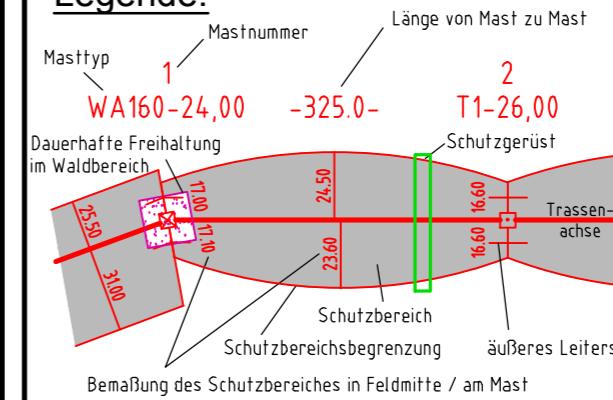 Legende:
Mastnummer
Länge von Mast zu Mast
Masttyp
1
2
WA160-24,00
-325.0-
T1-26,00
Dauerhafte Freihaltung
im Waldbereich
Schutzgerüst
25.50
31.00
17.00
17.10
24.50
23.60
16.60
16.60
Trassen-
achse
Schutzbereich
Schutzbereichsbegrenzung
äußeres Leiters
Bemaßung des Schutzbereiches in Feldmitte / am Mast